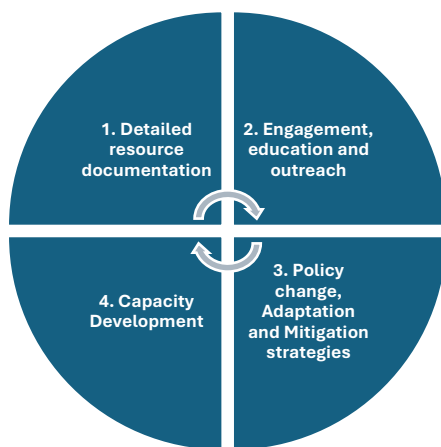 1. Detailed
resource
documentation
2. Engagement,
education and
outreach
3. Policy
change,
Adaptation
and Mitigation
strategies
4. Capacity
Development